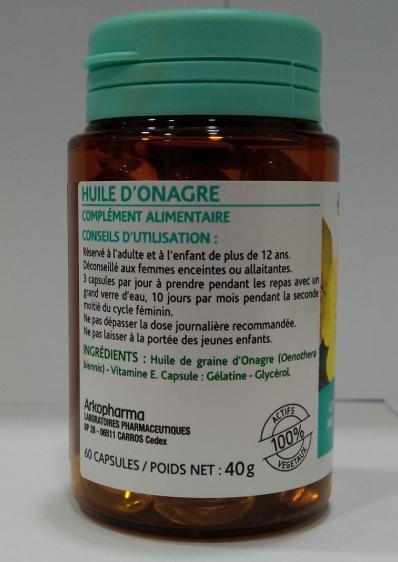 HUILE D'ONAGRE
COMPLÉMENT ALIMENTAIRE
CONSEILS D'UTILISATION :
Réservé à l'adulte et à l'enfant de plus de 12 ans.
Déconseillé aux femmes enceintes ou allaitantes.
3 capsules par jour à prendre pendant les repas avec un
grand verre d'eau, 10 jours par mois pendant la seconde
moitié du cycle féminin.
Ne pas dépasser la dose journalière recommandée.
Ne pas laisser à la portée des jeunes enfants.
INGRÉDIENTS : Huile de graine d'Onagre (Oenothera
biennis) - Vitamine E. Capsule : Gélatine - Glycérol.
Arkopharma
LABORATOIRES PHARMACEUTIQUES
BP 28 - 06511 CARROS Cedex
ACTIFS
100%
VÉGÉTAUX
60 CAPSULES / POIDS NET : 40g